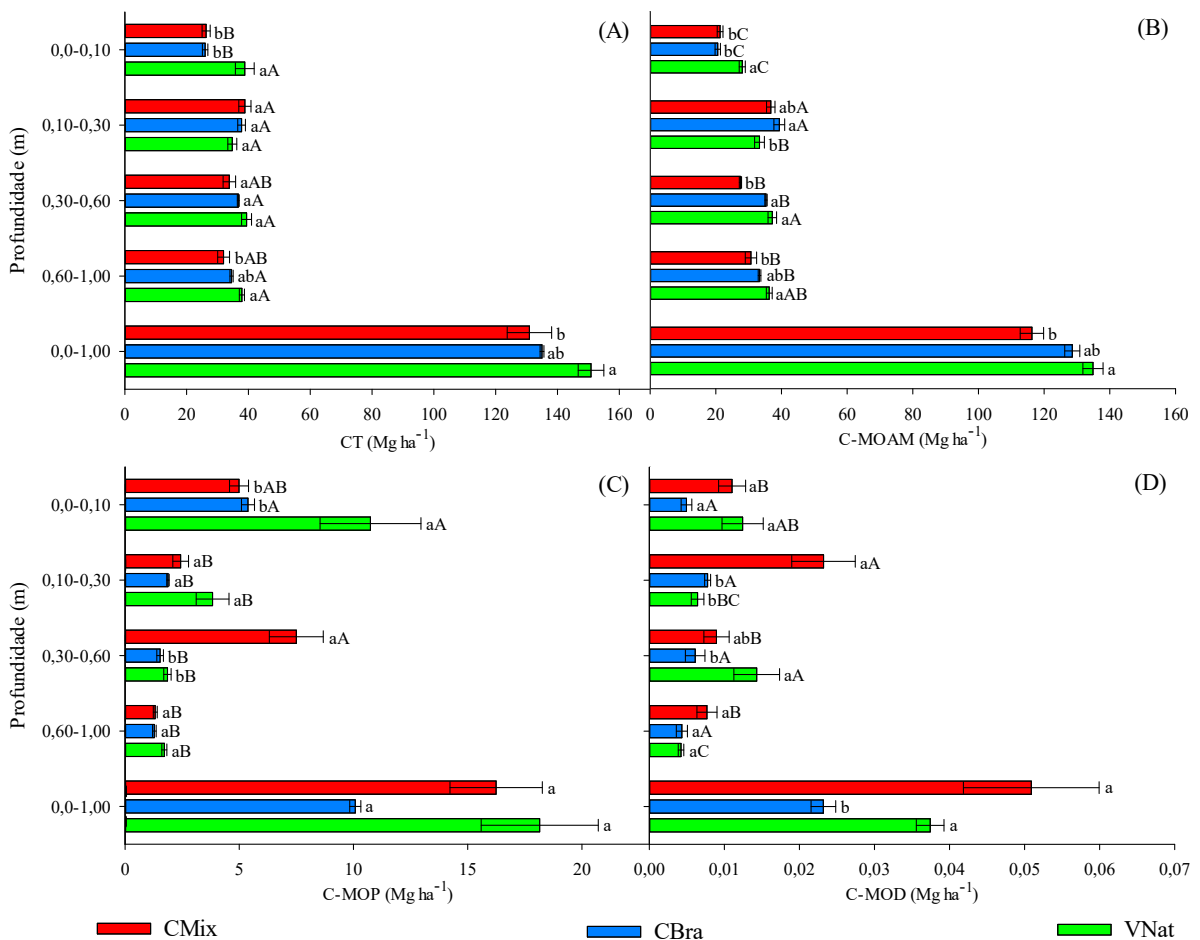 (A)
Profundidade (m)
0,0-0,10
bB
bB
aA
0,10-0,30
aA
aA
aA
0,30-0,60
aAB
aA
aA
0,60-1,00
bAB
abA
aA
0,0-1,00
b
ab
a
0 20 40 60 80 100 120 140 160
CT (Mg ha⁻¹)
(B)
bC
bC
aC
abA
aA
bB
bB
aB
aA
bB
abB
aAB
b
ab
a
0 20 40 60 80 100 120 140 160
C-MOAM (Mg ha⁻¹)
(C)
Profundidade (m)
0,0-0,10
bAB
bA
aA
0,10-0,30
aB
aB
aB
0,30-0,60
aA
bB
bB
0,60-1,00
aB
aB
aB
0,0-1,00
a
a
a
0 5 10 15 20
C-MOP (Mg ha⁻¹)
(D)
aB
aA
aAB
aA
bA
bBC
abB
bA
aA
aB
aA
aC
a
b
a
0,00 0,01 0,02 0,03 0,04 0,05 0,06 0,07
C-MOD (Mg ha⁻¹)
CMix CBra VNat